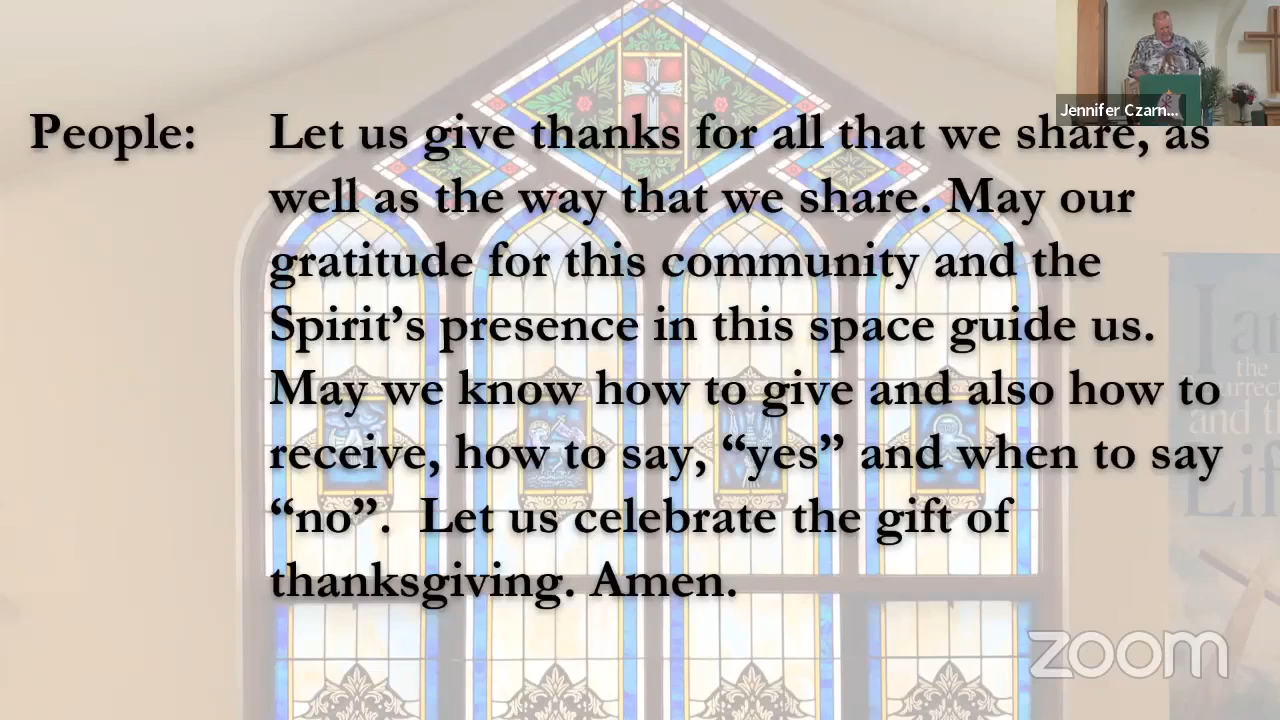 Jennifer Czarn...
People: Let us give thanks for all that we share, as
well as the way that we share. May our
gratitude for this community and the
Spirit’s presence in this space guide us.
May we know how to give and also how to
receive, how to say, “yes” and when to say
“no”. Let us celebrate the gift of
thanksgiving. Amen.
I a
the
and
zoom